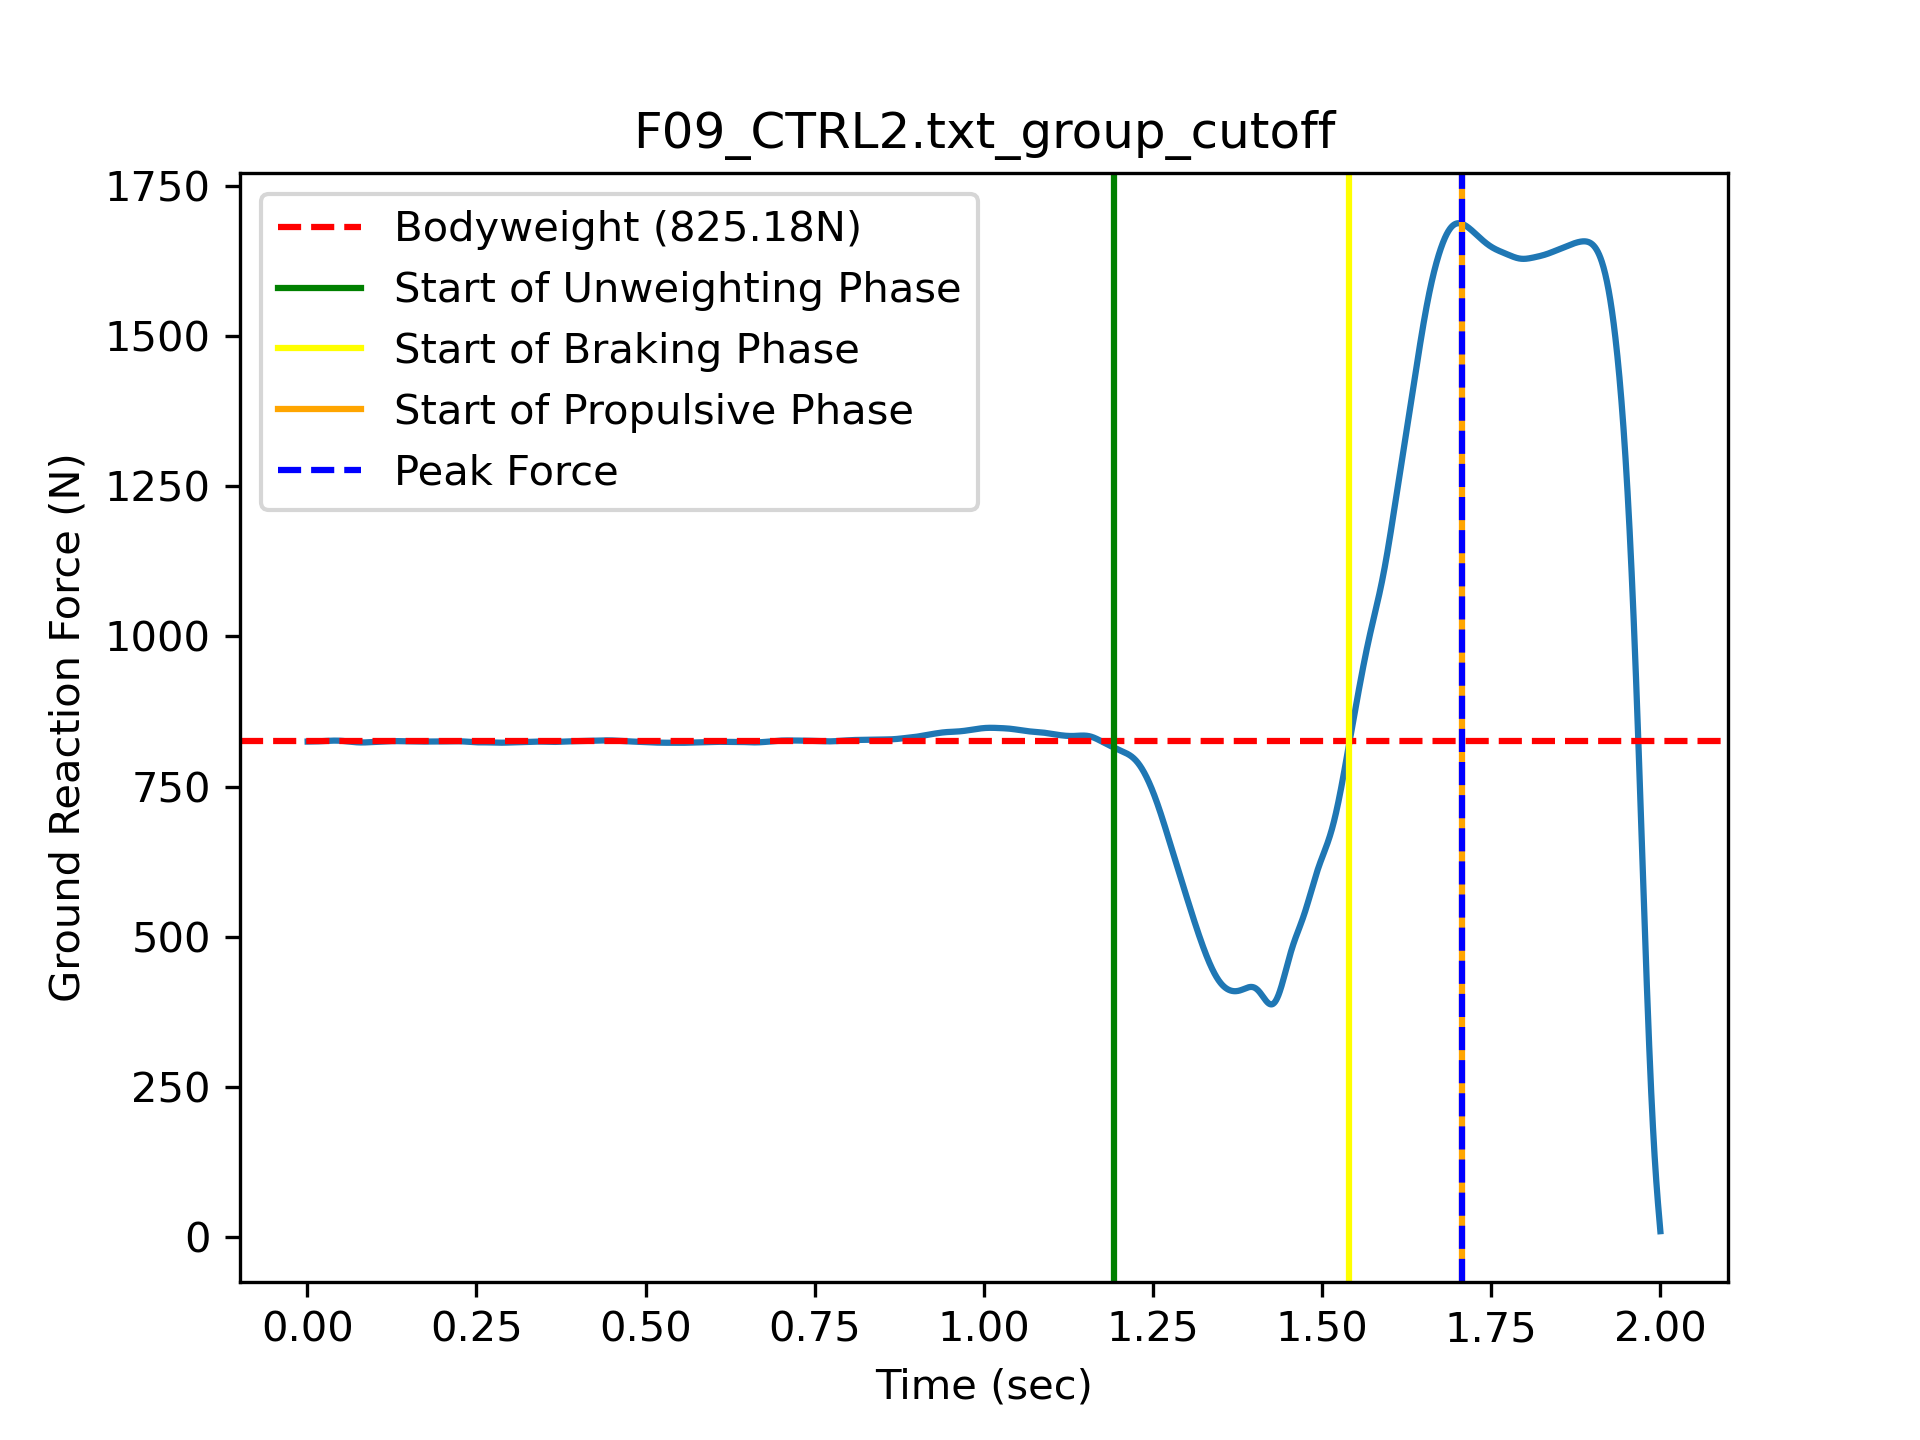 F09_CTRL2.txt_group_cutoff
1750
1500
1250
1000
750
500
250
0
Ground Reaction Force (N)
Bodyweight (825.18N)
Start of Unweighting Phase
Start of Braking Phase
Start of Propulsive Phase
Peak Force
0.00 0.25 0.50 0.75 1.00 1.25 1.50 1.75 2.00
Time (sec)